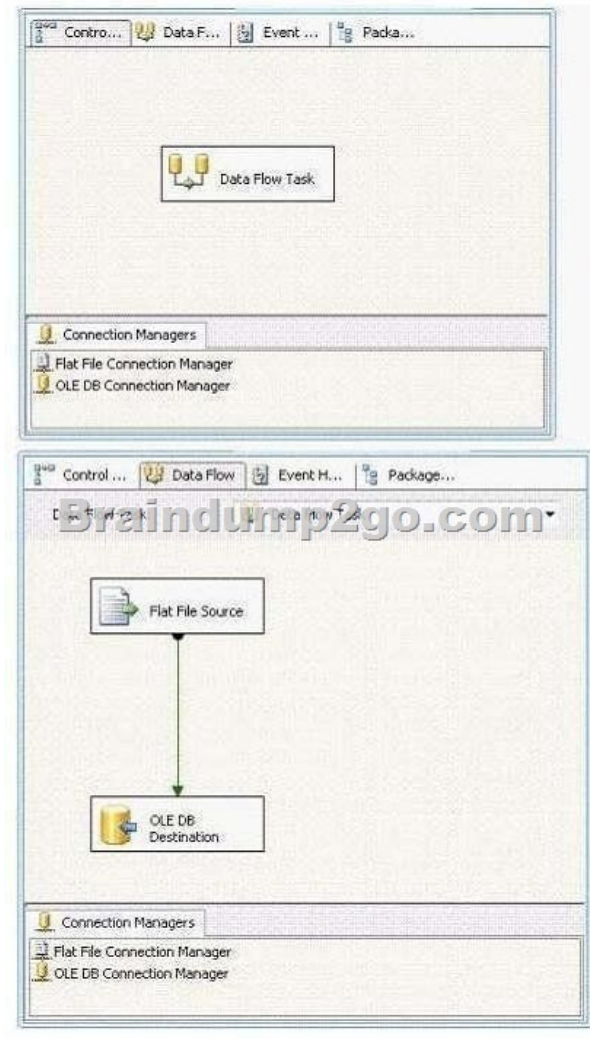 Contro... Data F... Event ... Packa...
Data Flow Task
Connection Managers
Flat File Connection Manager
OLE DB Connection Manager
Control ... Data Flow Event H... Package...
Braindump2go.com
Flat File Source
OLE DB
Destination
Connection Managers
Flat File Connection Manager
OLE DB Connection Manager